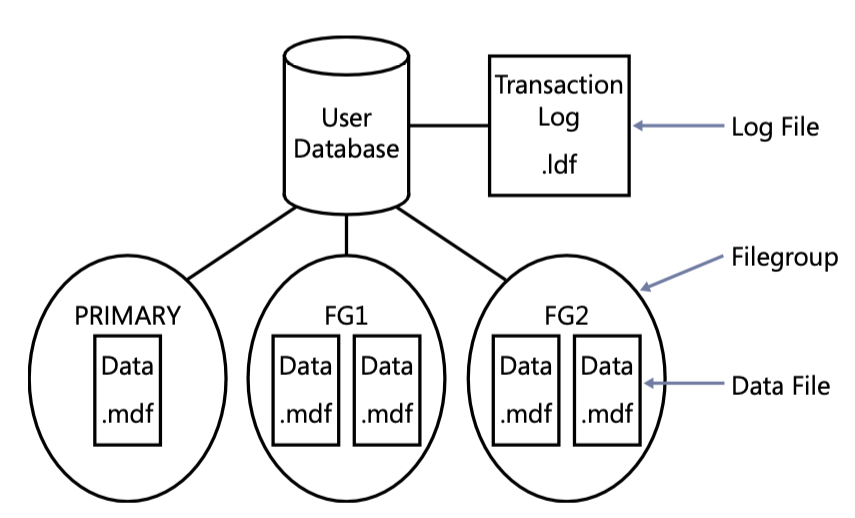 User
Database
Transaction
Log
.ldf
Log File
Filegroup
PRIMARY
Data
.mdf
FG1
Data
.mdf
Data
.mdf
FG2
Data
.mdf
Data
.mdf
Data File